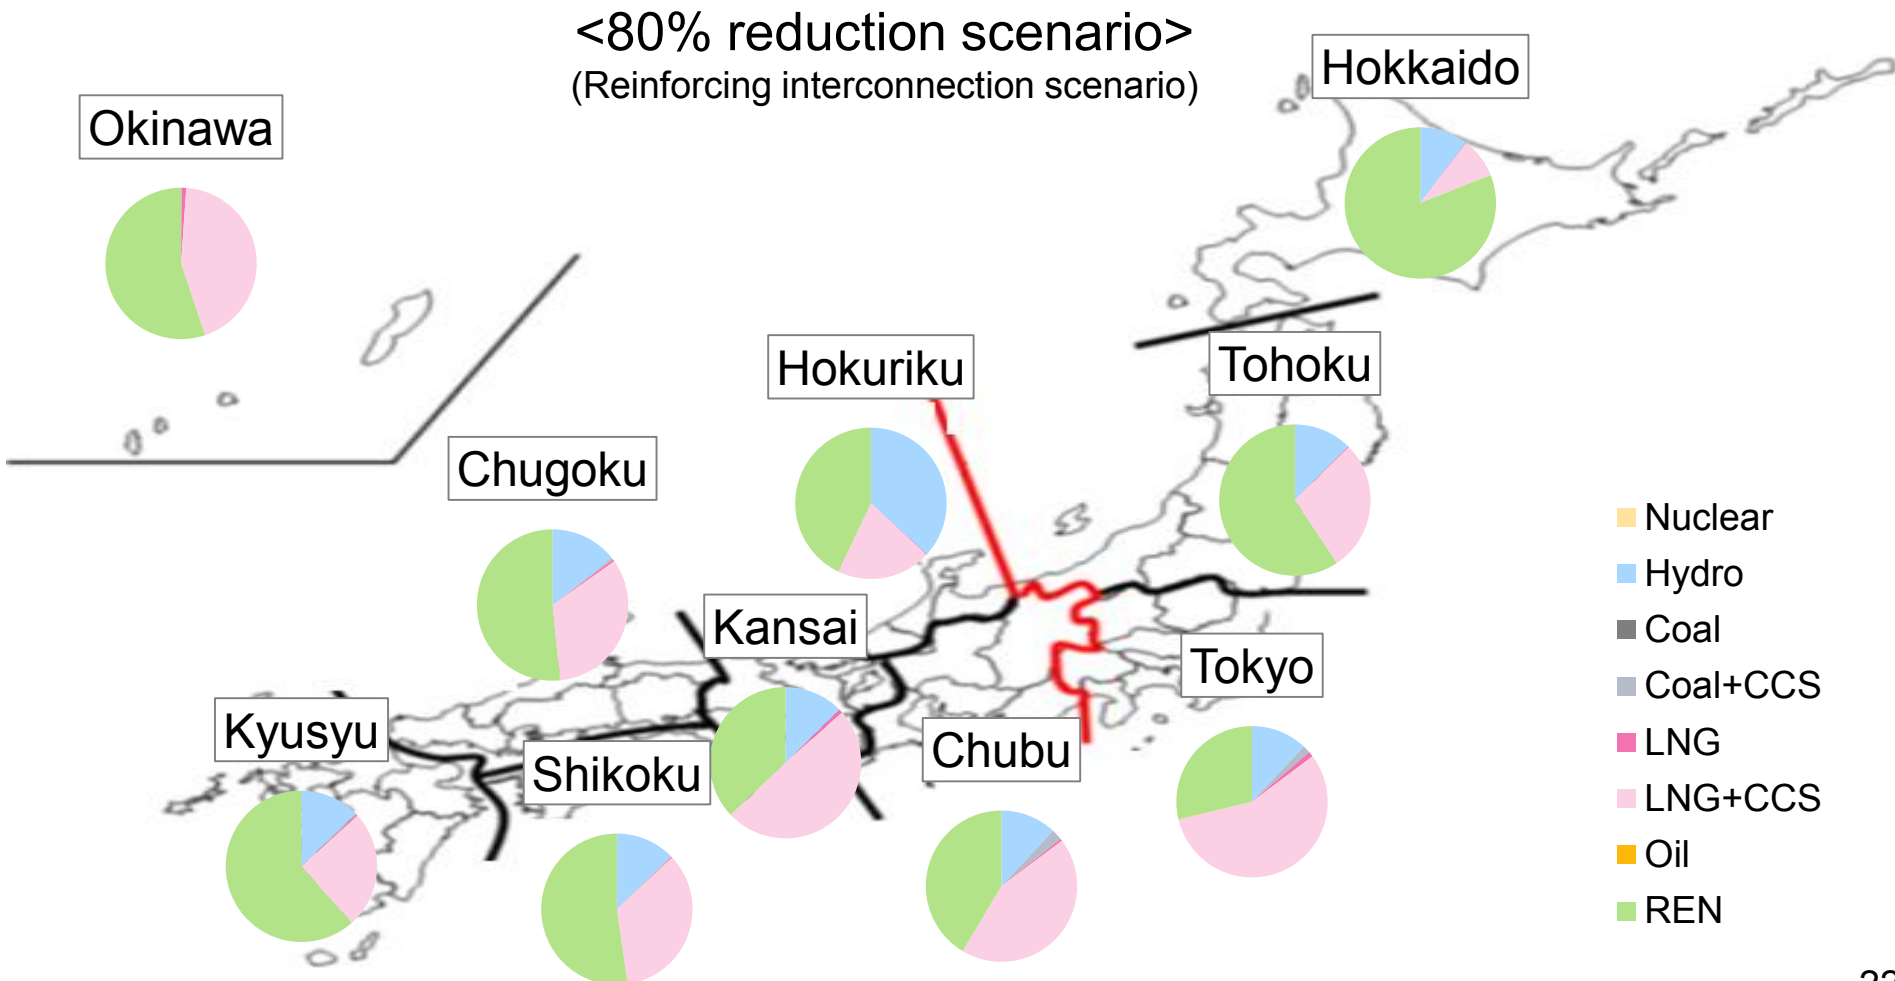 <80% reduction scenario>
(Reinforcing interconnection scenario)
Hokkaido
Okinawa
Hokuriku
Tohoku
Chugoku
Kansai
Tokyo
Kyusyu
Shikoku
Chubu
Nuclear
Hydro
Coal
Coal+CCS
LNG
LNG+CCS
Oil
REN